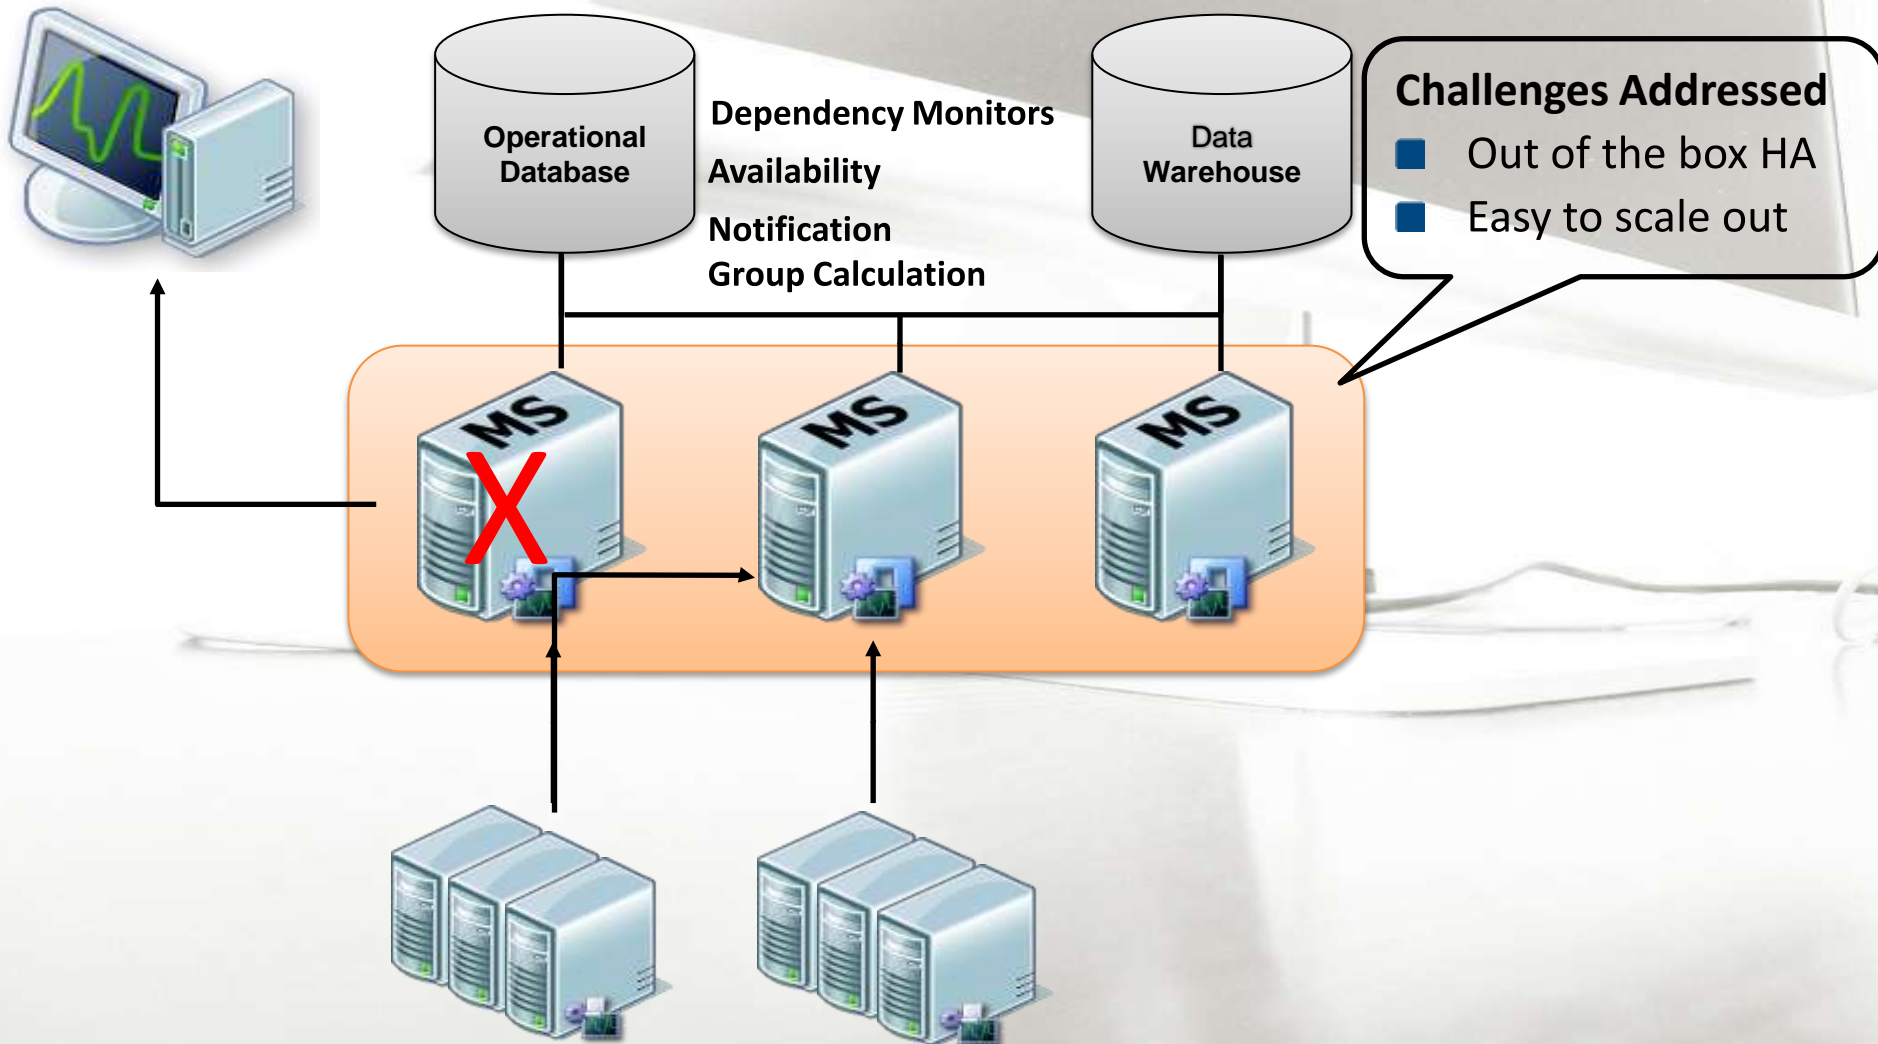 Operational
Database
Dependency Monitors
Availability
Notification
Group Calculation
Data
Warehouse
Challenges Addressed
Out of the box HA
Easy to scale out
MS
MS
MS
X